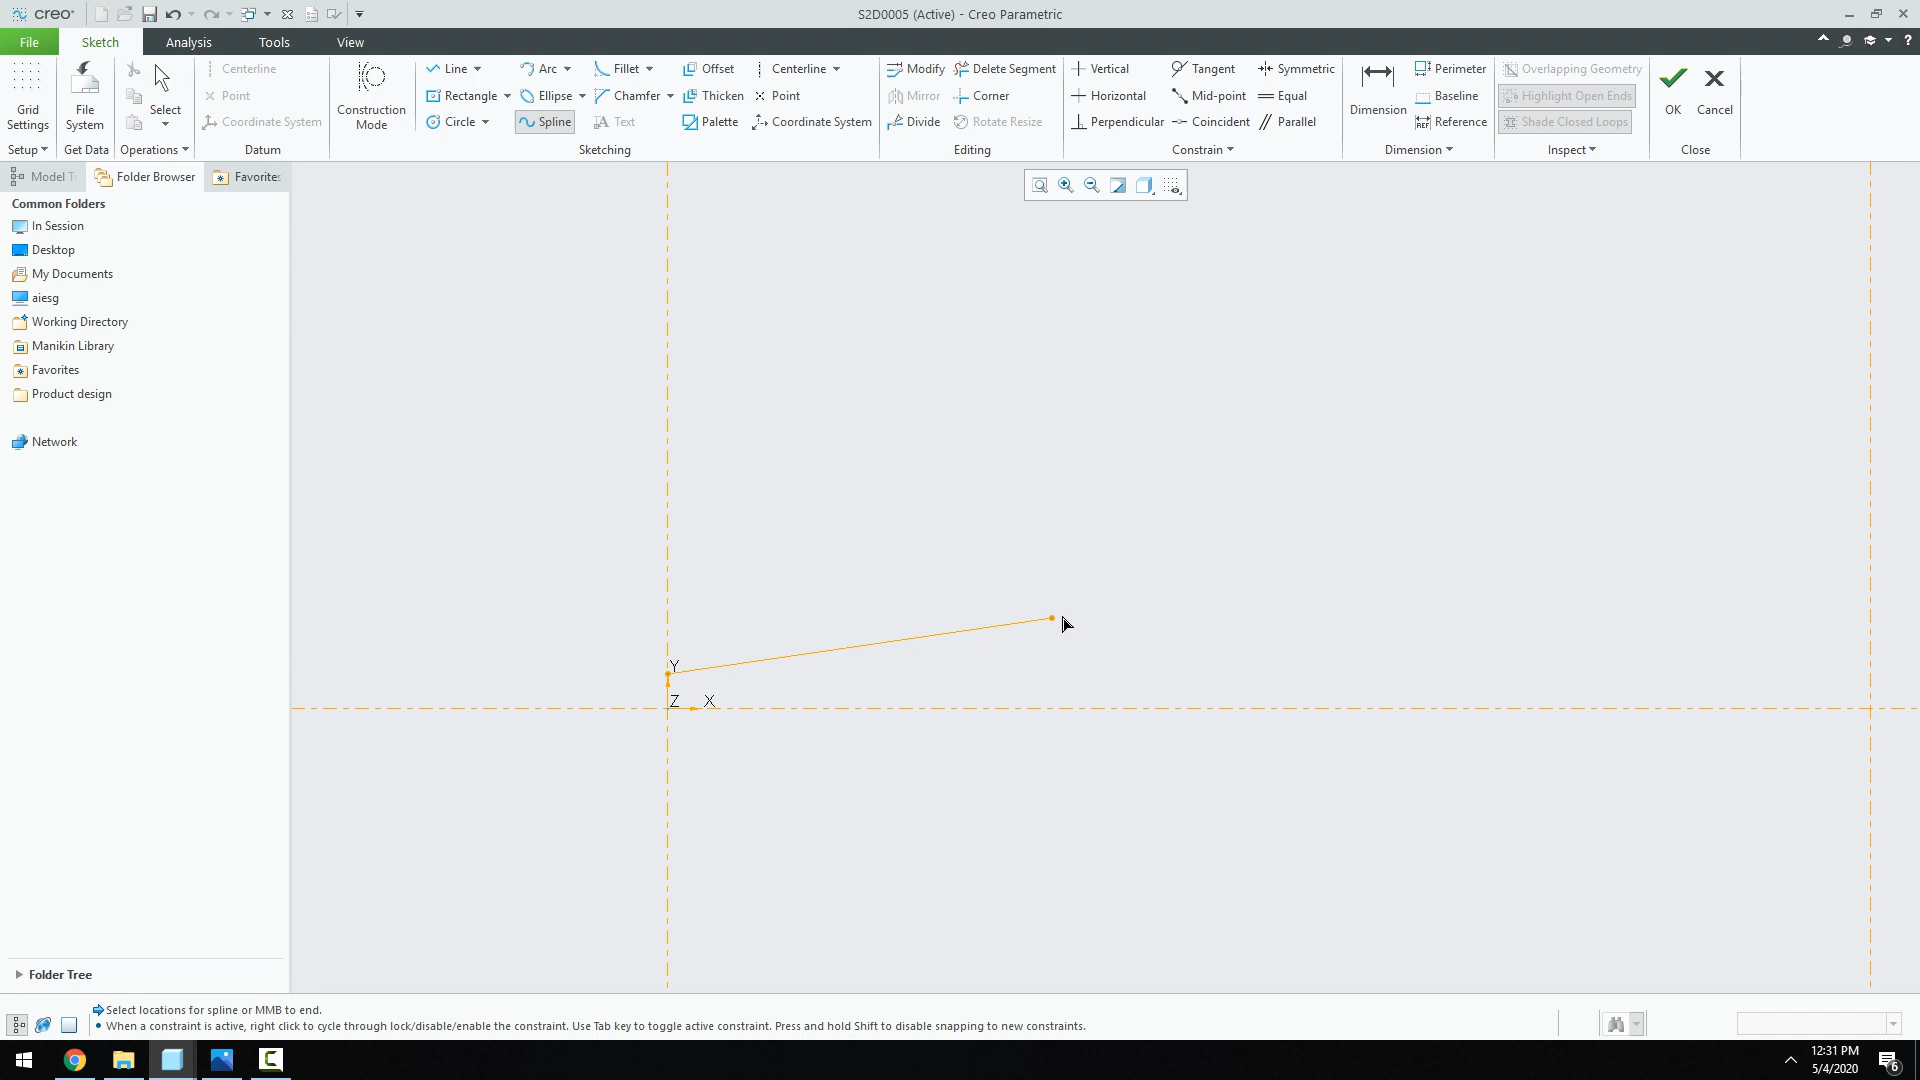 creo
S2D0005 (Active) - Creo Parametric
File
Sketch
Analysis
Tools
View
Grid Settings
Setup
File System
Get Data
Select
Operations
Centerline
Point
Coordinate System
Datum
Construction Mode
Line
Arc
Fillet
Offset
Centerline
Rectangle
Ellipse
Chamfer
Thicken
Point
Circle
Spline
Text
Palette
Coordinate System
Sketching
Modify
Delete Segment
Mirror
Corner
Divide
Rotate Resize
Editing
Vertical
Tangent
Symmetric
Horizontal
Mid-point
Equal
Perpendicular
Coincident
Parallel
Constrain
Dimension
Perimeter
Baseline
Reference
Dimension
Overlapping Geometry
Highlight Open Ends
Shade Closed Loops
Inspect
OK
Cancel
Close
Model T
Folder Browser
Favorites
Common Folders
In Session
Desktop
My Documents
aiesg
Working Directory
Manikin Library
Favorites
Product design
Network
Folder Tree
Y
Z
X
Select locations for spline or MMB to end.
• When a constraint is active, right click to cycle through lock/disable/enable the constraint. Use Tab key to toggle active constraint. Press and hold Shift to disable snapping to new constraints.
12:31 PM
5/4/2020
6